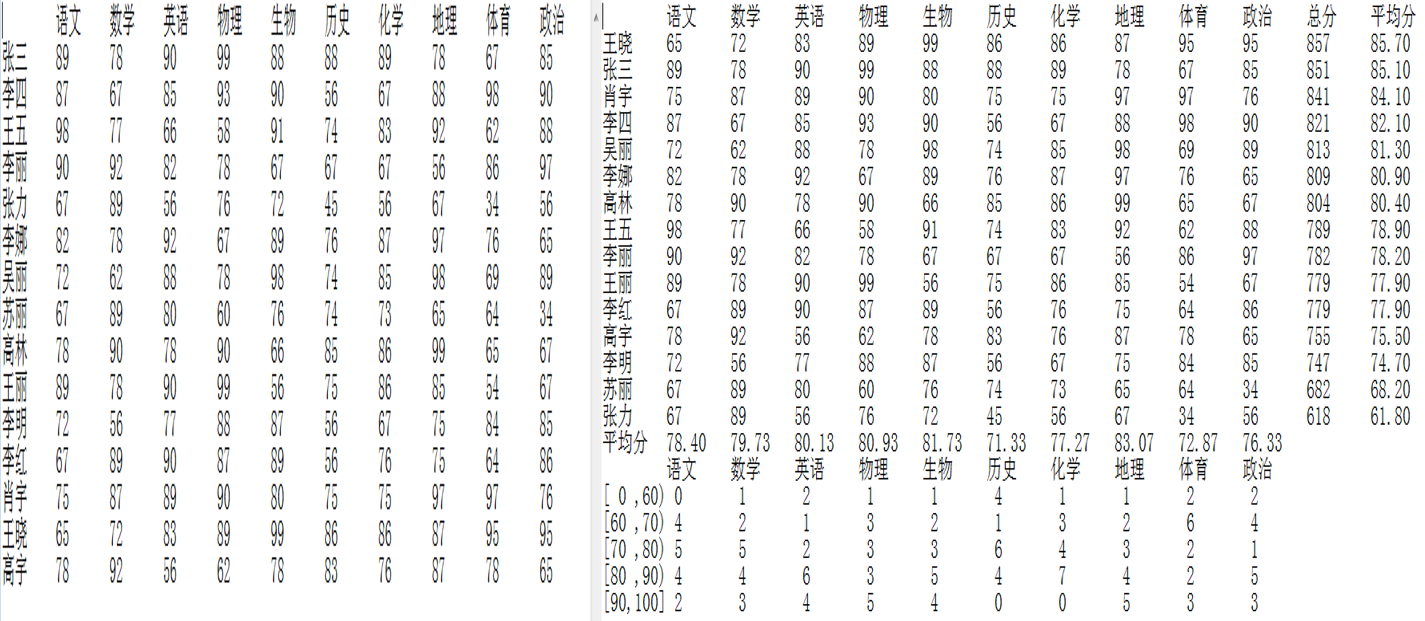 语文 数学 英语 物理 生物 历史 化学 地理 体育 政治
张三 89 78 90 99 88 88 89 78 67 85
李四 87 67 85 93 90 56 67 88 98 90
王五 98 77 66 58 91 74 83 92 62 88
李丽 90 92 82 78 67 67 67 56 86 97
张力 67 89 56 76 72 45 56 67 34 56
李娜 82 78 92 67 89 76 87 97 76 65
吴丽 72 62 88 78 98 74 85 98 69 89
苏丽 67 89 80 60 76 74 73 65 64 34
高林 78 90 78 90 66 85 86 99 65 67
王丽 89 78 90 99 56 75 86 85 54 67
李明 72 56 77 88 87 56 67 75 84 85
李红 67 89 90 87 89 56 76 75 64 86
肖宇 75 87 89 90 80 75 75 97 97 76
王晓 65 72 83 89 99 86 86 87 95 95
高宇 78 92 56 62 78 83 76 87 78 65
语文 数学 英语 物理 生物 历史 化学 地理 体育 政治 总分 平均分
王晓 65 72 83 89 99 86 86 87 95 95 857 85.70
张三 89 78 90 99 88 88 89 78 67 85 851 85.10
肖宇 75 87 89 90 80 75 75 97 97 76 841 84.10
李四 87 67 85 93 90 56 67 88 98 90 821 82.10
吴丽 72 62 88 78 98 74 85 98 69 89 813 81.30
李娜 82 78 92 67 89 76 87 97 76 65 809 80.90
高林 78 90 78 90 66 85 86 99 65 67 804 80.40
王五 98 77 66 58 91 74 83 92 62 88 789 78.90
李丽 90 92 82 78 67 67 67 56 86 97 782 78.20
王丽 89 78 90 99 56 75 86 85 54 67 779 77.90
李红 67 89 90 87 89 56 76 75 64 86 779 77.90
高宇 78 92 56 62 78 83 76 87 78 65 755 75.50
李明 72 56 77 88 87 56 67 75 84 85 747 74.70
苏丽 67 89 80 60 76 74 73 65 64 34 682 68.20
张力 67 89 56 76 72 45 56 67 34 56 618 61.80
平均分 78.40 79.73 80.13 80.93 81.73 71.33 77.27 83.07 72.87 76.33
语文 数学 英语 物理 生物 历史 化学 地理 体育 政治
[ 0 ,60) 0 1 2 1 1 4 1 1 2 2
[60 ,70) 4 2 1 3 2 1 3 2 6 4
[70 ,80) 5 5 2 3 3 6 4 3 2 1
[80 ,90) 4 4 6 3 5 4 7 4 2 5
[90,100] 2 3 4 5 4 0 0 5 3 3